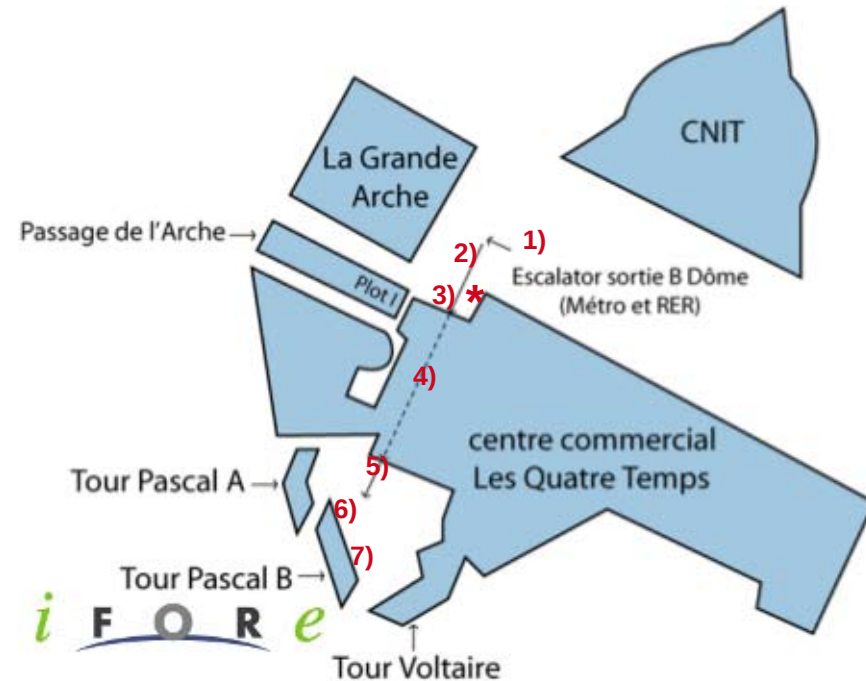 CNIT
La Grande
Arche
Passage de l'Arche
1)
2)
Escalator sortie B Dôme
(Métro et RER)
Plot I
3)
*
4)
centre commercial
Les Quatre Temps
5)
Tour Pascal A
6)
7)
Tour Pascal B
i F O R e
Tour Voltaire